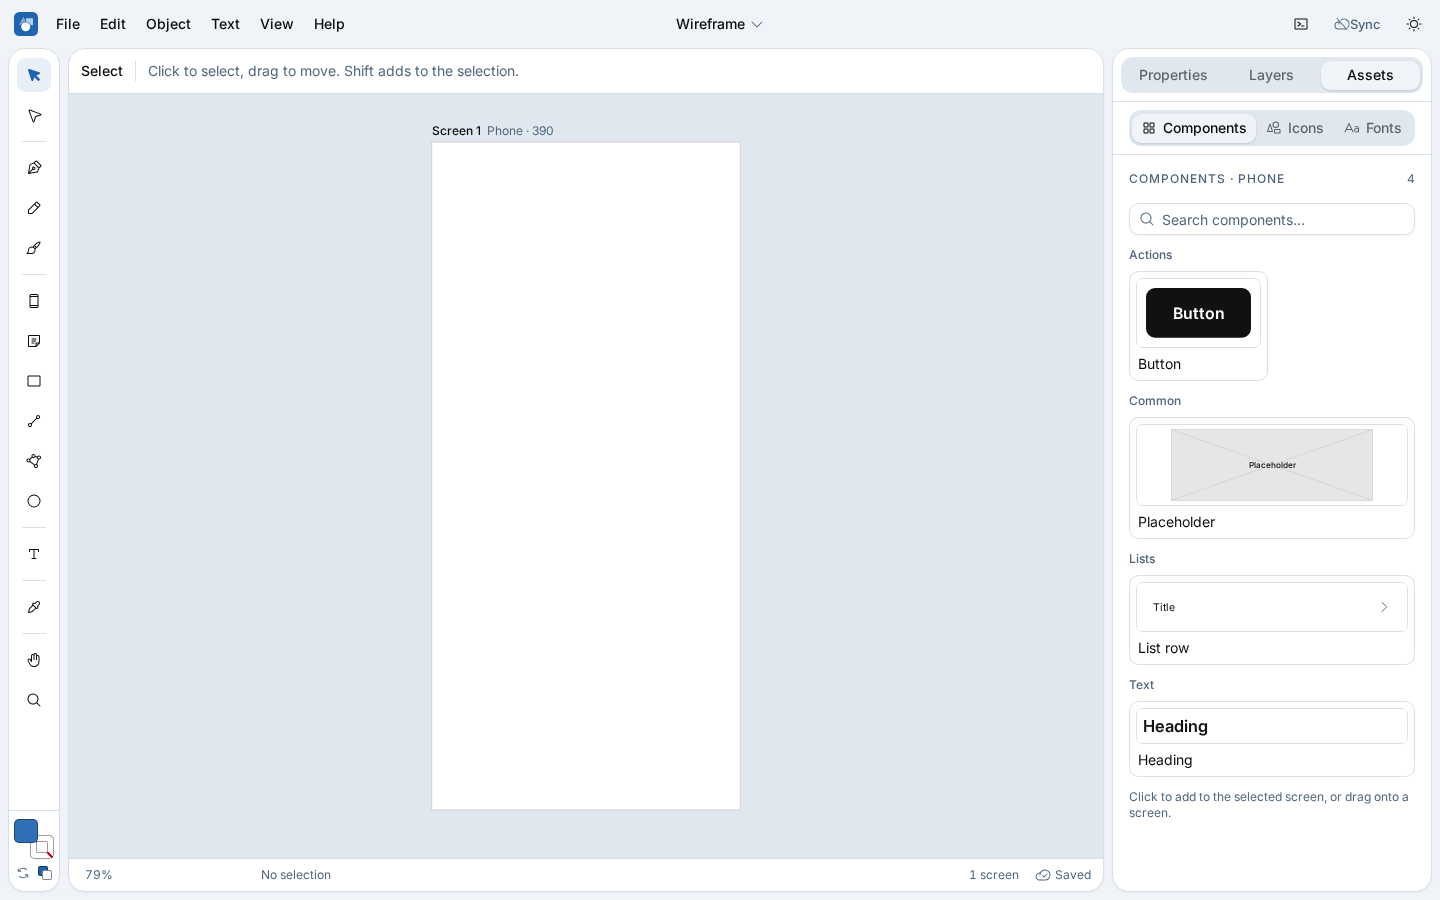 File Edit Object Text View Help
Wireframe
Sync
Select
Click to select, drag to move. Shift adds to the selection.
Screen 1 Phone · 390
79%
No selection
1 screen
Saved
Properties
Layers
Assets
Components
Icons
Aa Fonts
COMPONENTS · PHONE
4
Search components...
Actions
Button
Button
Common
Placeholder
Placeholder
Lists
Title
List row
Text
Heading
Heading
Click to add to the selected screen, or drag onto a
screen.